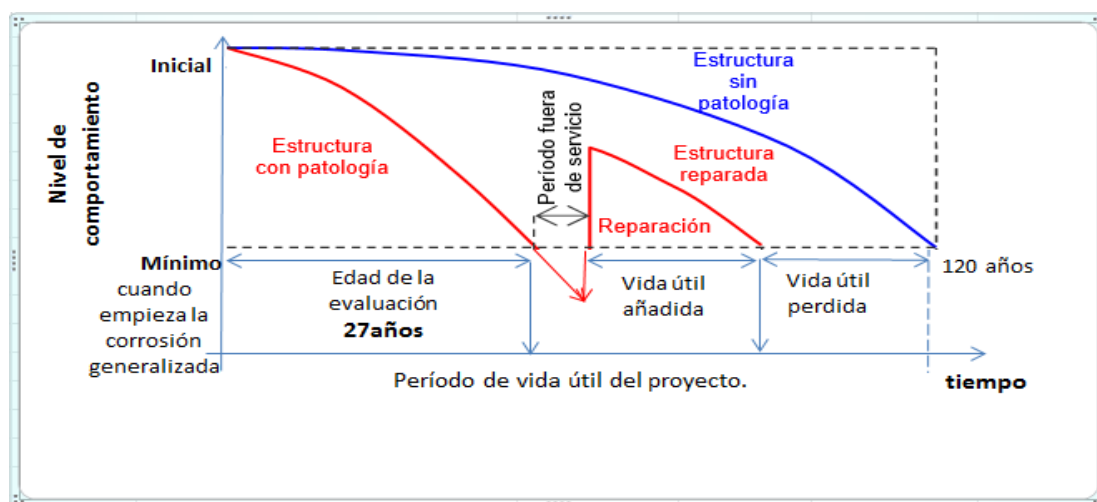 Nivel de
comportamiento
Inicial
Estructura
con patología
Período fuera
de servicio
Estructura
sin
patología
Estructura
reparada
Reparación
Mínimo
cuando
empieza la
corrosión
generalizada
Edad de la
evaluación
27años
Vida útil
añadida
Vida útil
perdida
120 años
Período de vida útil del proyecto.
tiempo